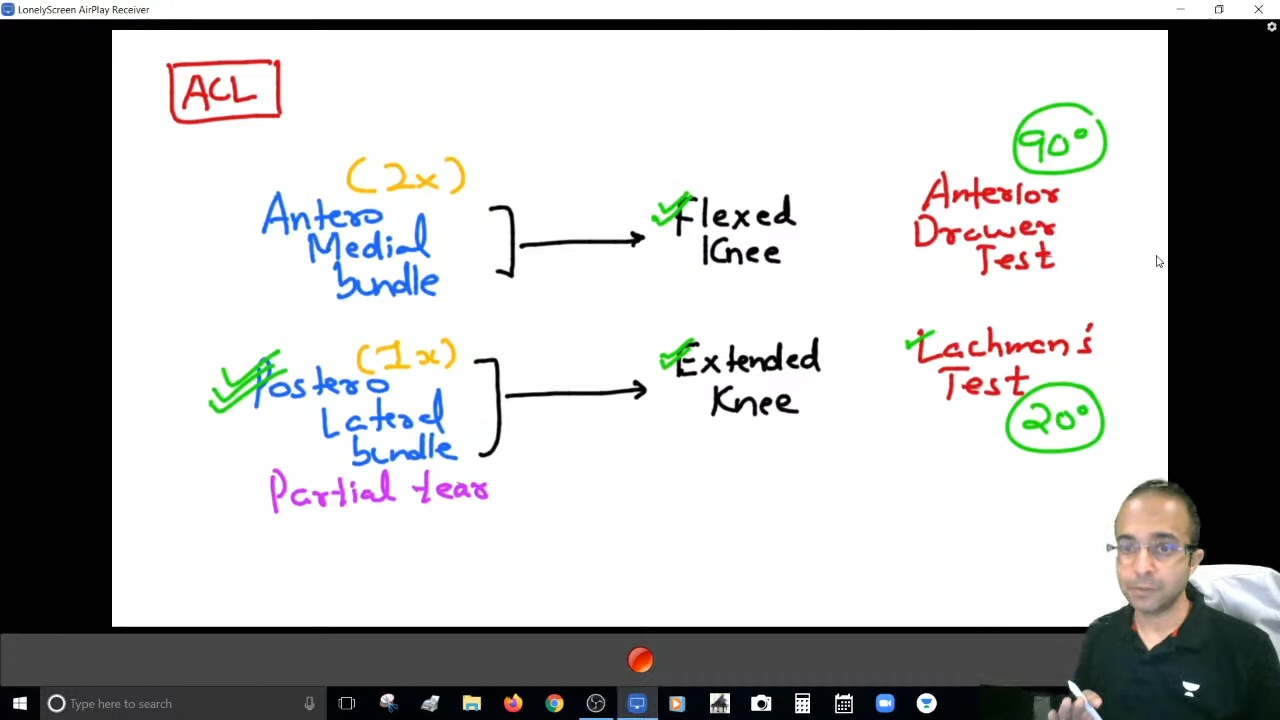 LonelyScreen AirPlay Receiver
ACL
(2x)
Antero
Medial
bundle
Flexed
Knee
90°
Anterior
Drawer
Test
(1x)
Postero
Lateral
bundle
Partial tear
Extended
Knee
Lachman's
Test
20°
Type here to search